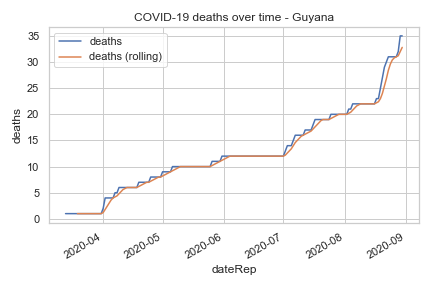 COVID-19 deaths over time - Guyana
deaths
deaths (rolling)
35
30
25
20
15
10
5
0
deaths
2020-04
2020-05
2020-06
2020-07
2020-08
2020-09
dateRep